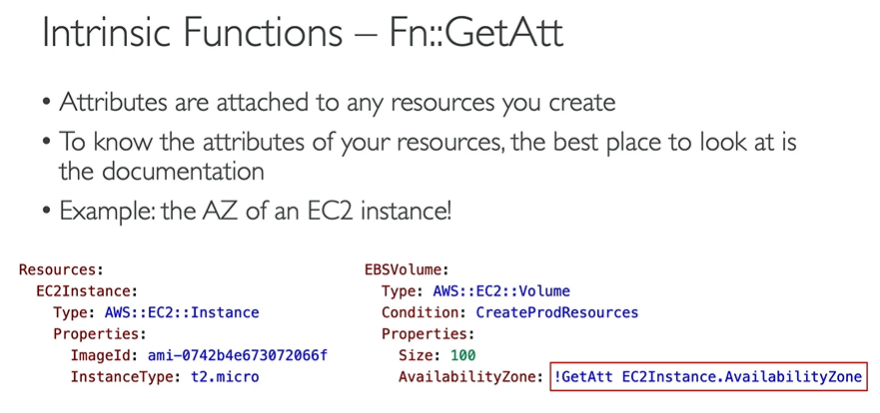 Intrinsic Functions – Fn::GetAtt
• Attributes are attached to any resources you create
• To know the attributes of your resources, the best place to look at is
the documentation
• Example: the AZ of an EC2 instance!
Resources:
EC2Instance:
Type: AWS::EC2::Instance
Properties:
ImageId: ami-0742b4e673072066f
InstanceType: t2.micro
EBSVolume:
Type: AWS::EC2::Volume
Condition: CreateProdResources
Properties:
Size: 100
AvailabilityZone: !GetAtt EC2Instance.AvailabilityZone